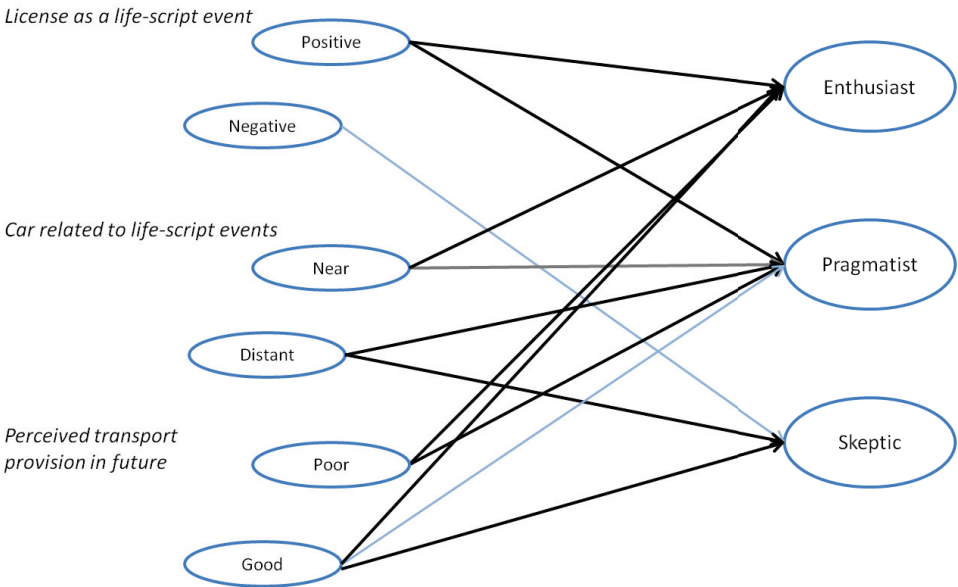 License as a life-script event
Positive
Enthusiast
Negative
Car related to life-script events
Near
Pragmatist
Distant
Perceived transport
provision in future
Skeptic
Poor
Good